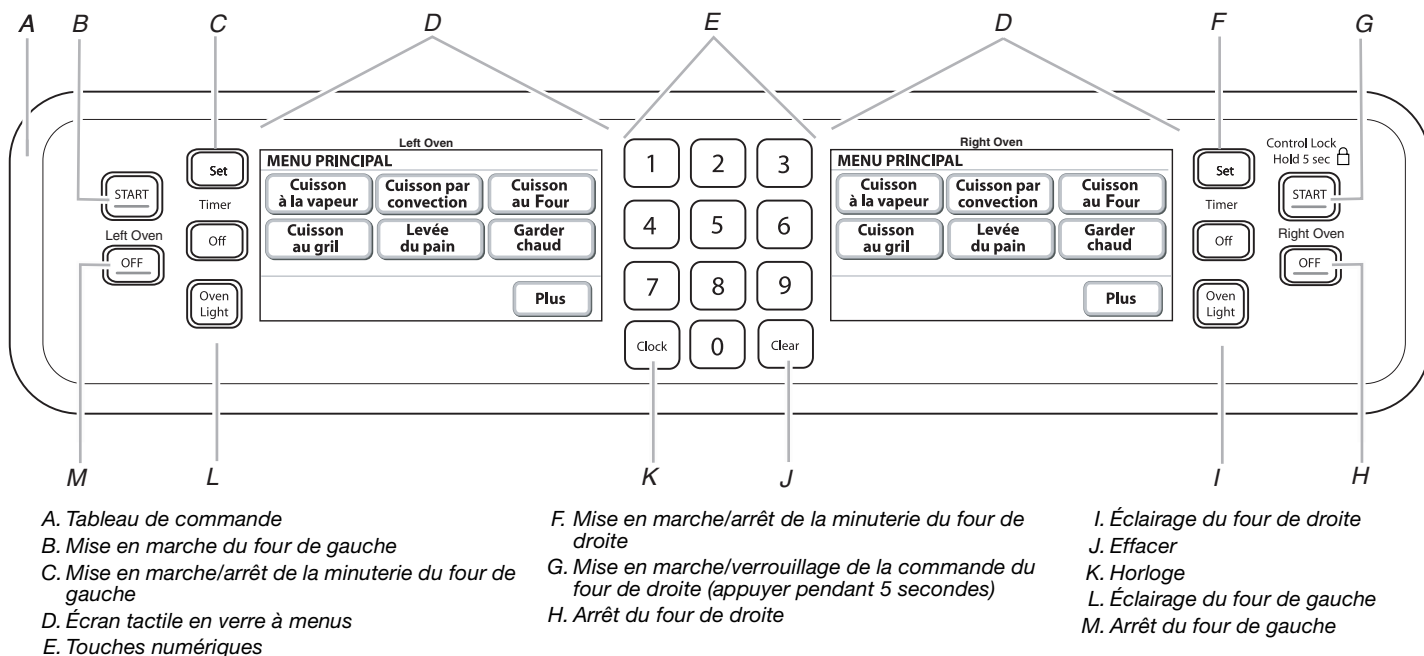 A B C D E D F G
Control Lock
Hold 5 sec
START
Left Oven
OFF
Set
Timer
Off
Oven
Light
Left Oven
MENU PRINCIPAL
Cuisson
à la vapeur
Cuisson par
convection
Cuisson
au Four
Cuisson
au gril
Levée
du pain
Garder
chaud
Plus
1 2 3
4 5 6
7 8 9
Clock 0 Clear
Right Oven
MENU PRINCIPAL
Cuisson
à la vapeur
Cuisson par
convection
Cuisson
au Four
Cuisson
au gril
Levée
du pain
Garder
chaud
Plus
Set
Timer
Off
Oven
Light
START
Right Oven
OFF
M L K J I H
A. Tableau de commande
B. Mise en marche du four de gauche
C. Mise en marche/arrêt de la minuterie du four de
gauche
D. Écran tactile en verre à menus
E. Touches numériques
F. Mise en marche/arrêt de la minuterie du four de
droite
G. Mise en marche/verrouillage de la commande du
four de droite (appuyer pendant 5 secondes)
H. Arrêt du four de droite
I. Éclairage du four de droite
J. Effacer
K. Horloge
L. Éclairage du four de gauche
M. Arrêt du four de gauche